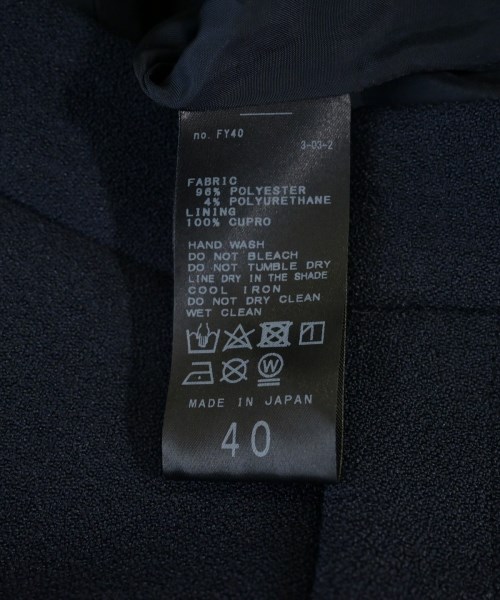 no. FY40
3-03-2
FABRIC
96% POLYESTER
4% POLYURETHANE
LINING
100% CUPRO
HAND WASH
DO NOT BLEACH
DO NOT TUMBLE DRY
LINE DRY IN THE SHADE
COOL IRON
DO NOT DRY CLEAN
WET CLEAN
W
MADE IN JAPAN
40